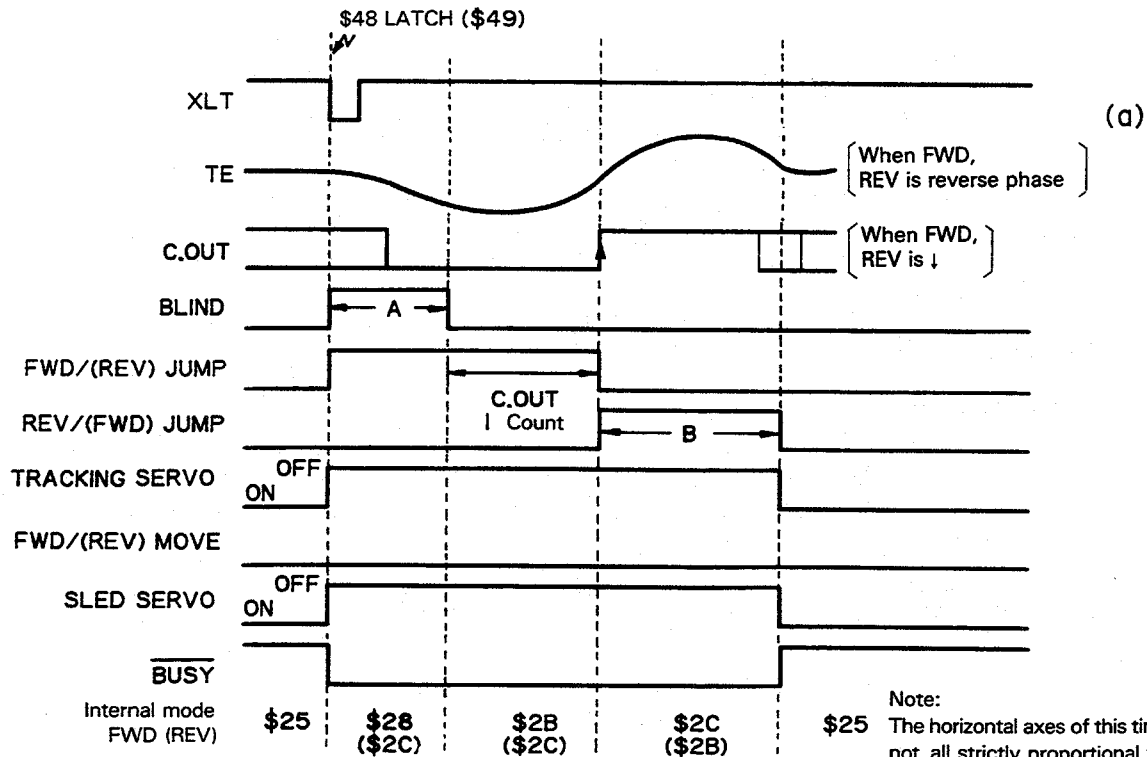 $48 LATCH ($49)
XLT
(a)
TE
When FWD,
REV is reverse phase
C.OUT
When FWD,
REV is ↓
BLIND
A
FWD/(REV) JUMP
C.OUT
1 Count
REV/(FWD) JUMP
B
TRACKING SERVO
OFF
ON
FWD/(REV) MOVE
SLED SERVO
OFF
ON
BUSY
Internal mode
FWD (REV)
$25 $28 $2B $2C $25
($2C) ($2C) ($2B)
Note:
The horizontal axes of this
not all strictly proportional